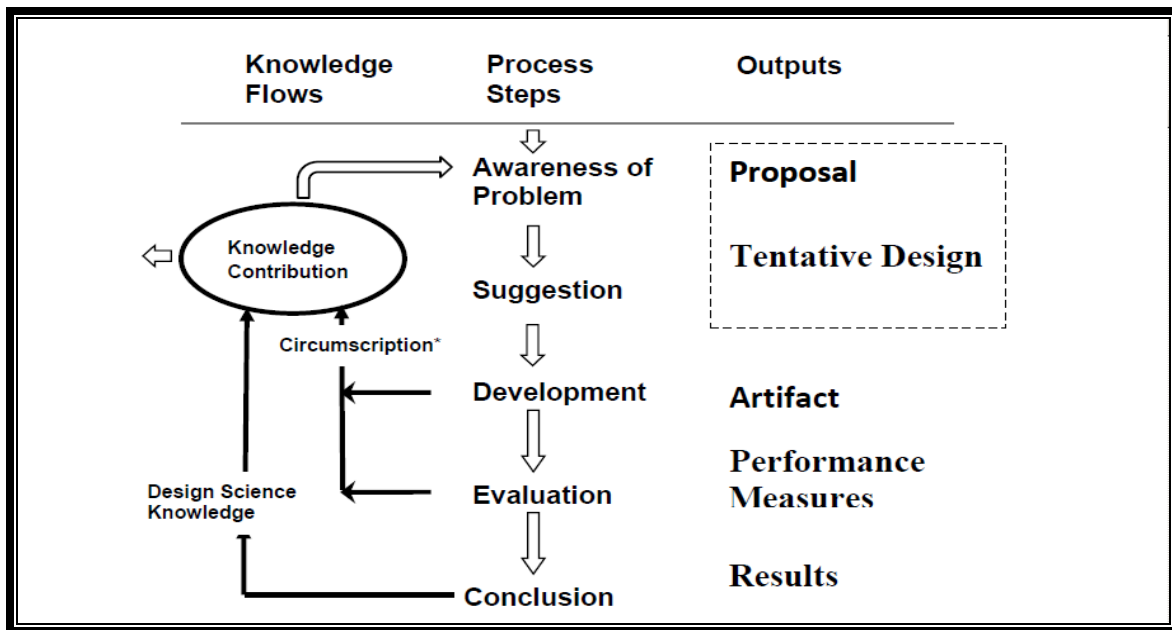 Knowledge
Flows
Process
Steps
Outputs
Awareness of
Problem
Proposal
Knowledge
Contribution
Tentative Design
Suggestion
Circumscription*
Development
Artifact
Performance
Measures
Design Science
Knowledge
Evaluation
Results
Conclusion